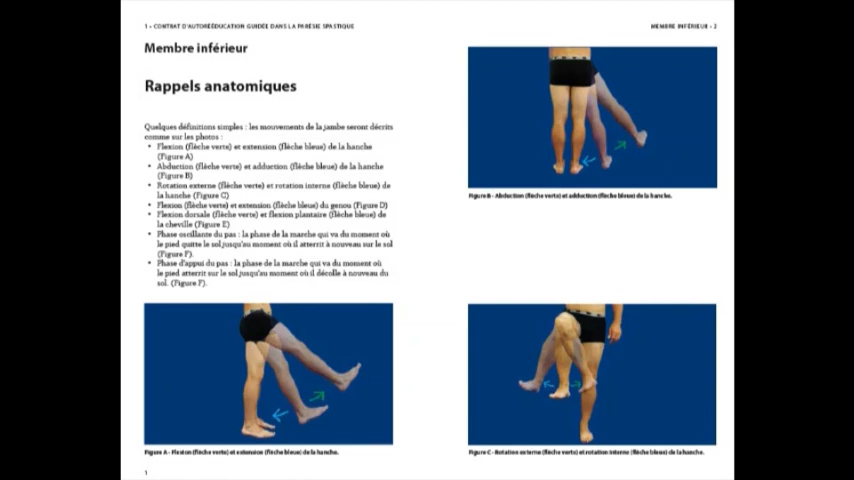 1 • CONTRAT D'AUTORÉÉDUCATION GUIDÉE DANS LA PARÉSIE SPASTIQUE
MEMBRE INFÉRIEUR • 2
Membre inférieur
Rappels anatomiques
Quelques définitions simples : les mouvements de la jambe seront décrits
comme sur les photos :
• Flexion (flèche verte) et extension (flèche bleue) de la hanche
(Figure A)
• Abduction (flèche verte) et adduction (flèche bleue) de la hanche
(Figure B)
• Rotation externe (flèche verte) et rotation interne (flèche bleue) de
la hanche (Figure C)
• Flexion (flèche verte) et extension (flèche bleue) du genou (Figure D)
• Flexion dorsale (flèche verte) et flexion plantaire (flèche bleue) de
la cheville (Figure E)
• Phase oscillante du pas : la phase de la marche qui va du moment où
le pied quitte le sol jusqu'au moment où il atterrit à nouveau sur le sol
(Figure F).
• Phase d'appui du pas : la phase de la marche qui va du moment où
le pied atterrit sur le sol jusqu'au moment où il décolle à nouveau du
sol. (Figure F).
Figure A - Flexion (flèche verte) et extension (flèche bleue) de la hanche.
1
Figure B - Abduction (flèche verte) et adduction (flèche bleue) de la hanche.
Figure C - Rotation externe (flèche verte) et rotation interne (flèche bleue) de la hanche.